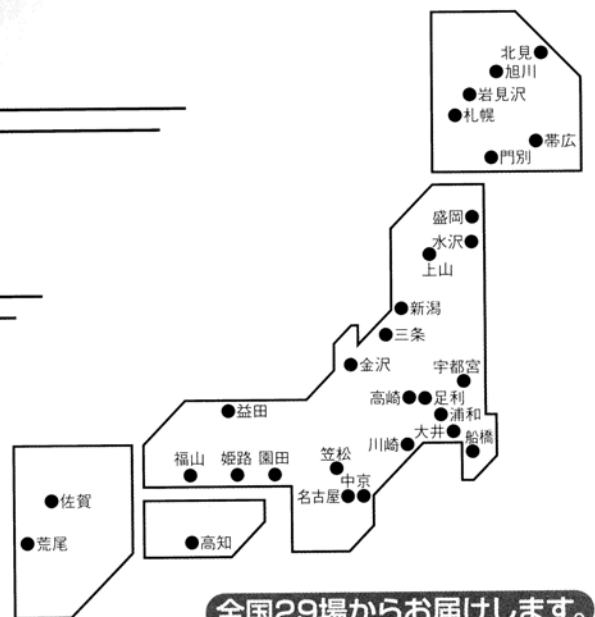 北見
旭川
岩見沢
札幌
帯広
門別
盛岡
水沢
上山
新潟
三条
金沢
宇都宮
高崎
足利
浦和
大井
船橋
川崎
益田
福山
姫路
園田
笠松
中京
名古屋
佐賀
荒尾
高知
全国29場からお届けします。